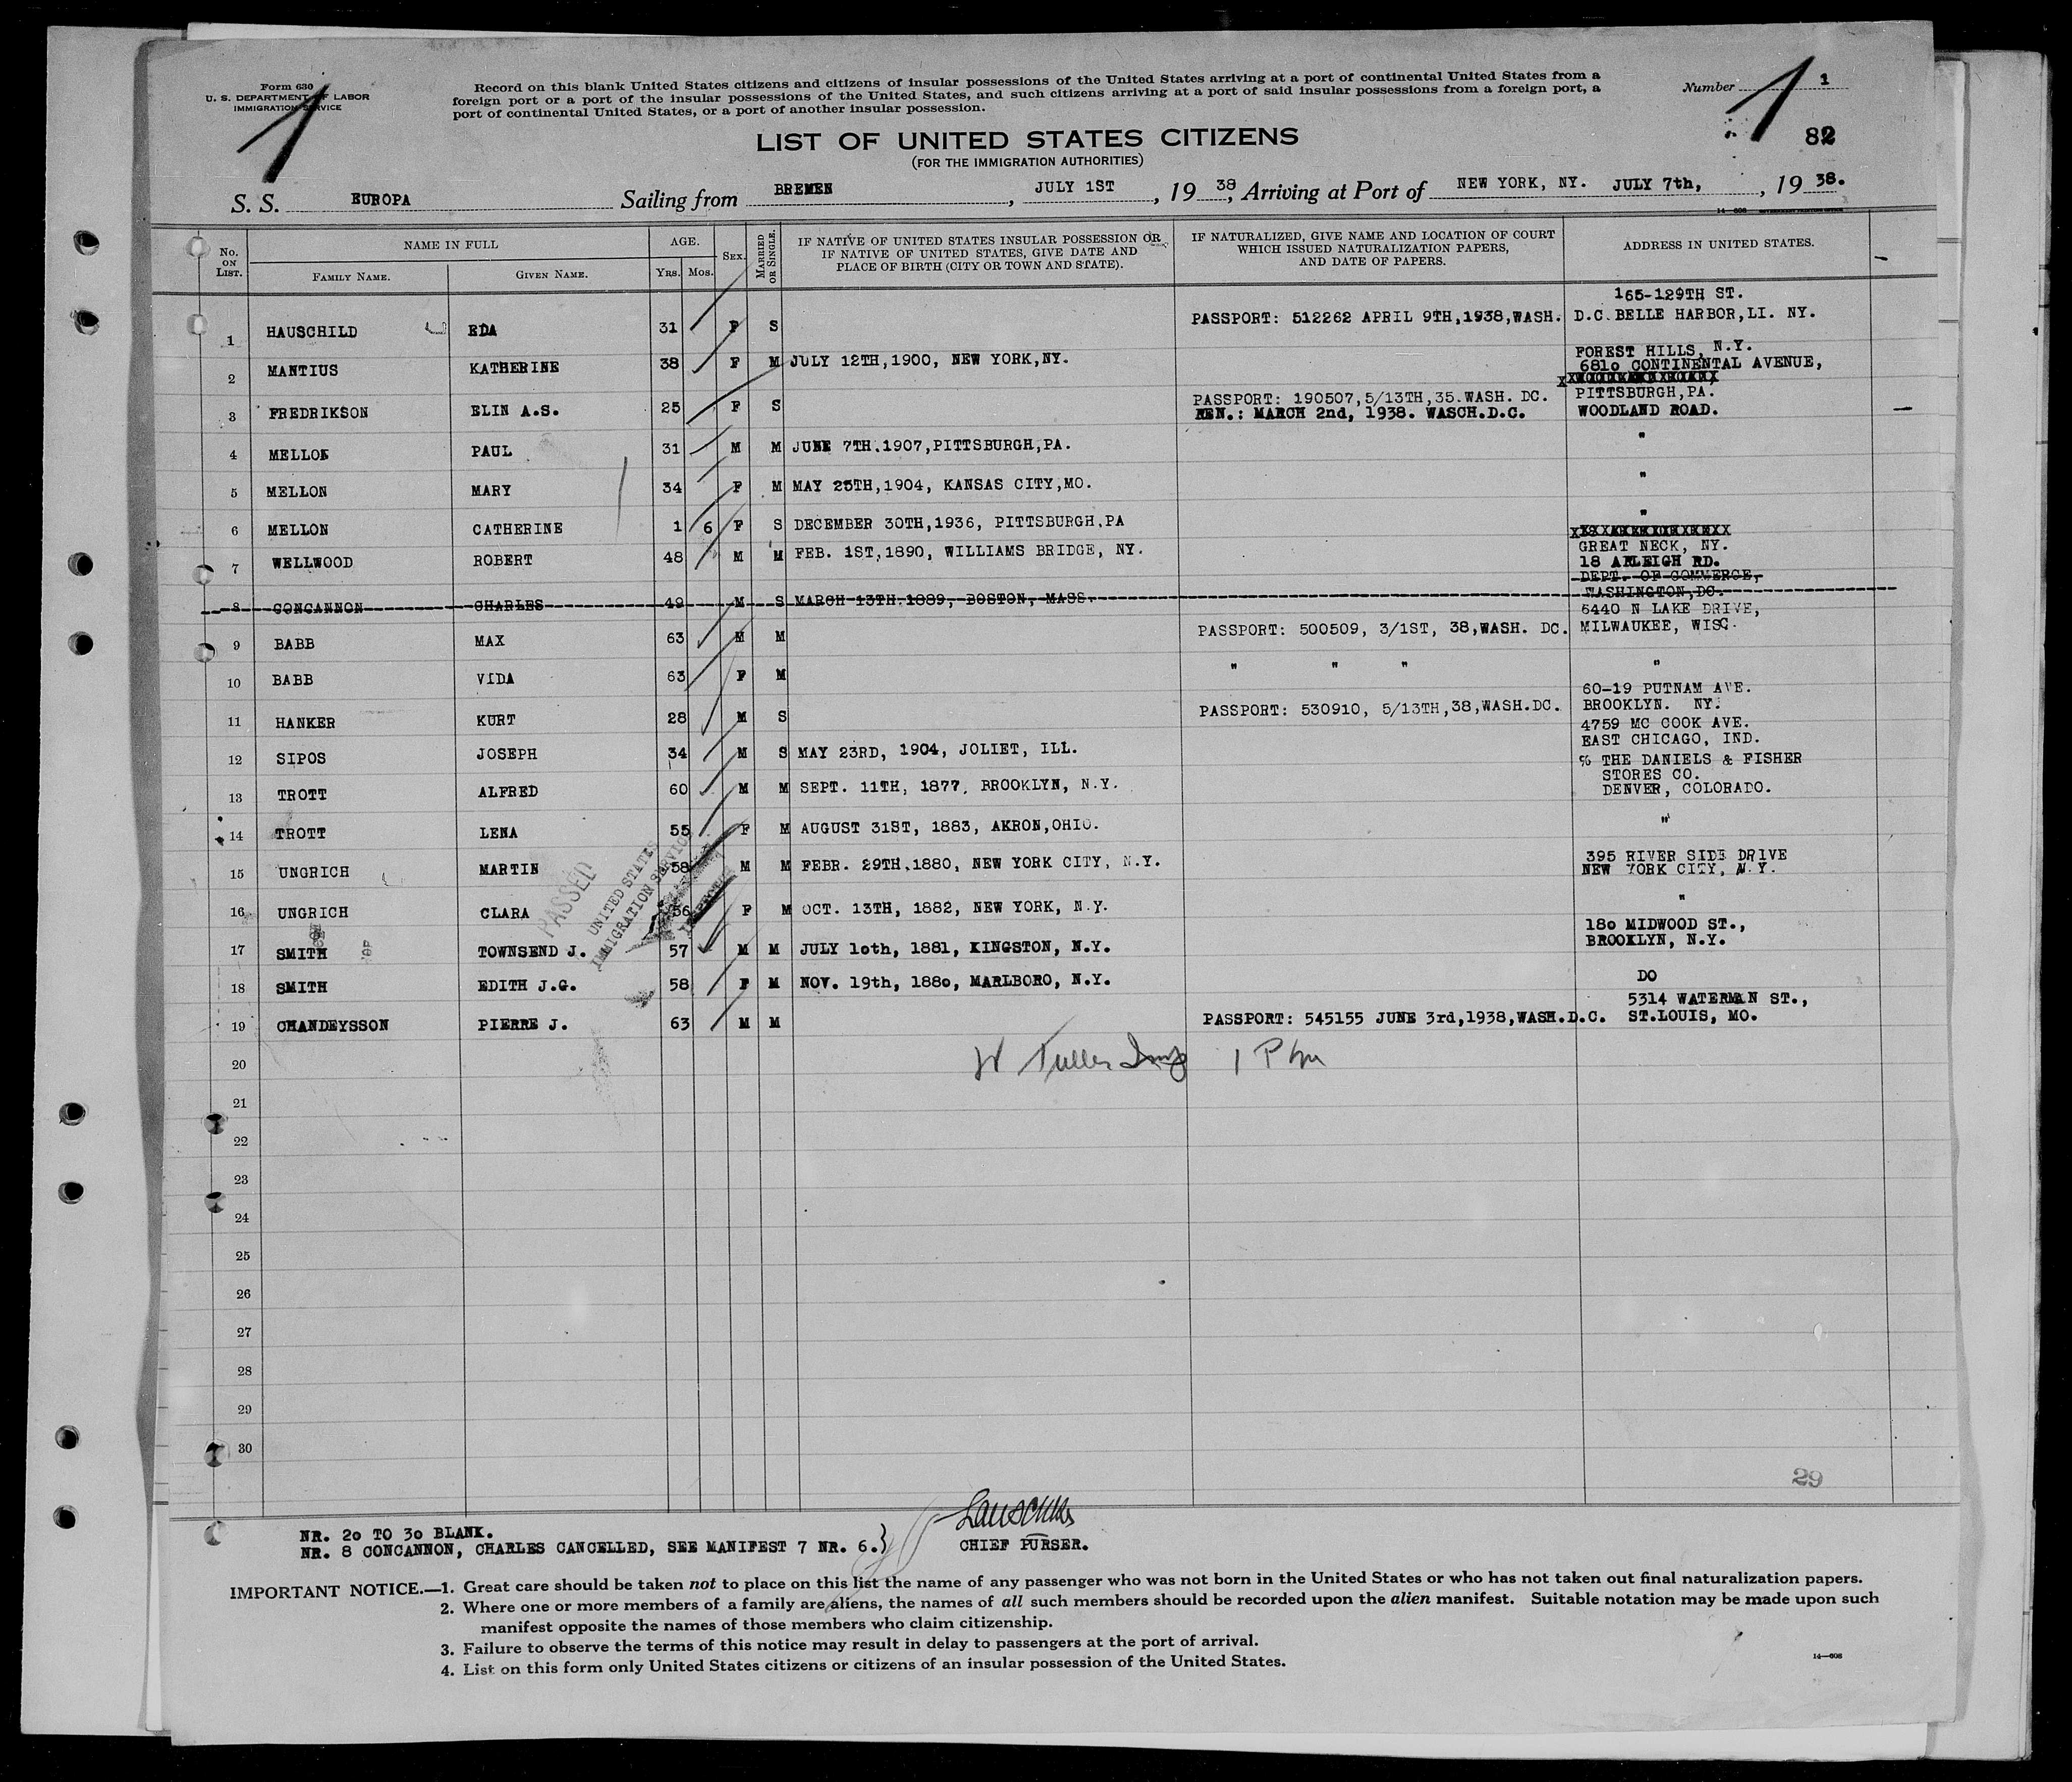 Form 630
U. S. DEPARTMENT OF LABOR
IMMIGRATION SERVICE
1
Record on this blank United States citizens and citizens of insular possessions of the United States arriving at a port of continental United States from a
foreign port or a port of the insular possessions of the United States, and such citizens arriving at a port of said insular possessions from a foreign port, a
port of continental United States, or a port of another insular possession.
Number 1
1
82
LIST OF UNITED STATES CITIZENS
(FOR THE IMMIGRATION AUTHORITIES)
S. S. EUROPA Sailing from BREMEN, JULY 1ST, 19 38, Arriving at Port of NEW YORK, NY. JULY 7th, , 19 38.
No. ON LIST. NAME IN FULL FAMILY NAME. GIVEN NAME. AGE. YRS. MOS. SEX. MARRIED OR SINGLE. IF NATIVE OF UNITED STATES INSULAR POSSESSION OR IF NATIVE OF UNITED STATES, GIVE DATE AND PLACE OF BIRTH (CITY OR TOWN AND STATE). IF NATURALIZED, GIVE NAME AND LOCATION OF COURT WHICH ISSUED NATURALIZATION PAPERS, AND DATE OF PAPERS. ADDRESS IN UNITED STATES.
165-129TH ST.
1 HAUSCHILD EDA 31 F S PASSPORT: 512262 APRIL 9TH,1938,WASH. D.C. BELLE HARBOR,LI. NY.
FOREST HILLS, N.Y.
2 MANTIUS KATHERINE 38 F M JULY 12TH,1900, NEW YORK,NY. 681o CONTINENTAL AVENUE,
3 FREDRIKSON ELIN A.S. 25 F S PASSPORT: 190507,5/13TH,35.WASH. DC. PITTSBURGH,PA.
REN.: MARCH 2nd, 1938. WASCH.D.C. WOODLAND ROAD.
4 MELLON PAUL 31 M M JUNE 7TH.1907,PITTSBURGH,PA. "
5 MELLON MARY 34 F M MAY 25TH,1904, KANSAS CITY,MO. "
6 MELLON CATHERINE 1 6 F S DECEMBER 30TH,1936, PITTSBURGH,PA "
7 WELLWOOD ROBERT 48 M M FEB. 1ST,1890, WILLIAMS BRIDGE, NY. GREAT NECK, NY.
18 ARLEIGH RD.
DEPT. OF COMMERCE,
8 CONCANNON CHARLES 49 M S MARCH 13TH.1889, BOSTON, MASS. WASHINGTON,DC.
6440 N LAKE DRIVE,
9 BABB MAX 63 M M PASSPORT: 500509, 3/1ST, 38,WASH. DC. MILWAUKEE, WISC.
10 BABB VIDA 63 F M " " " "
60-19 PUTNAM AVE.
11 HANKER KURT 28 M S PASSPORT: 530910, 5/13TH,38,WASH.DC. BROOKLYN. NY.
4759 MC COOK AVE.
12 SIPOS JOSEPH 34 M S MAY 23RD, 1904, JOLIET, ILL. EAST CHICAGO, IND.
% THE DANIELS & FISHER
STORES CO.
13 TROTT ALFRED 60 M M SEPT. 11TH, 1877, BROOKLYN, N.Y. DENVER, COLORADO.
14 TROTT LENA 55 F M AUGUST 31ST, 1883, AKRON,OHIO. "
395 RIVER SIDE DRIVE
15 UNGRICH MARTIN 58 M M FEBR. 29TH.1880, NEW YORK CITY, N.Y. NEW YORK CITY, N.Y.
16 UNGRICH CLARA 56 F M OCT. 13TH, 1882, NEW YORK, N.Y. "
18o MIDWOOD ST.,
17 SMITH TOWNSEND J. 57 M M JULY 1oth, 1881, KINGSTON, N.Y. BROOKLYN, N.Y.
18 SMITH EDITH J.G. 58 F M NOV. 19th, 188o, MARLBORO, N.Y. DO
5314 WATERMAN ST.,
19 CHANDEYSSON PIERRE J. 63 M M PASSPORT: 545155 JUNE 3rd,1938,WASH.D.C. ST.LOUIS, MO.
PASSED
UNITED STATES
IMMIGRATION SERVICE
20
21
22
23
24
25
26
27
28
29
30
29
NR. 2o TO 3o BLANK.
NR. 8 CONCANNON, CHARLES CANCELLED, SEE MANIFEST 7 NR. 6.}
CHIEF PURSER.
IMPORTANT NOTICE.—1. Great care should be taken not to place on this list the name of any passenger who was not born in the United States or who has not taken out final naturalization papers.
2. Where one or more members of a family are aliens, the names of all such members should be recorded upon the alien manifest. Suitable notation may be made upon such
manifest opposite the names of those members who claim citizenship.
3. Failure to observe the terms of this notice may result in delay to passengers at the port of arrival.
4. List on this form only United States citizens or citizens of an insular possession of the United States.
14—608